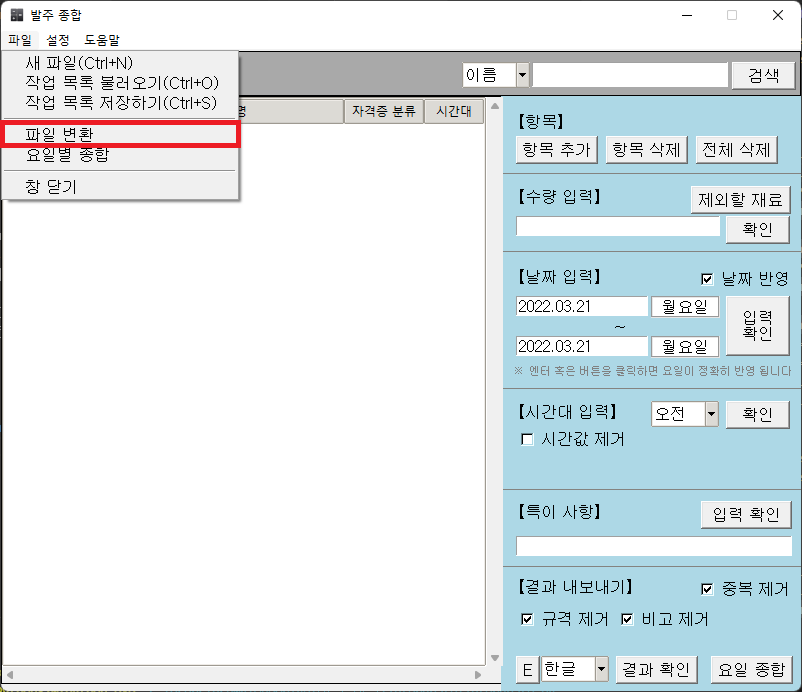 발주 종합
파일 설정 도움말
새 파일(Ctrl+N)
작업 목록 불러오기(Ctrl+O)
작업 목록 저장하기(Ctrl+S)
파일 변환
요일별 종합
창 닫기
이름 검색
명 자격증 분류 시간대
【항목】
항목 추가 항목 삭제 전체 삭제
【수량 입력】 제외할 재료
확인
【날짜 입력】 날짜 반영
2022.03.21 월요일
~
2022.03.21 월요일
입력
확인
※ 엔터 혹은 버튼을 클릭하면 요일이 정확히 반영 됩니다
【시간대 입력】 오전 확인
시간값 제거
【특이 사항】 입력 확인
【결과 내보내기】 중복 제거
규격 제거 비고 제거
E 한글 결과 확인 요일 종합